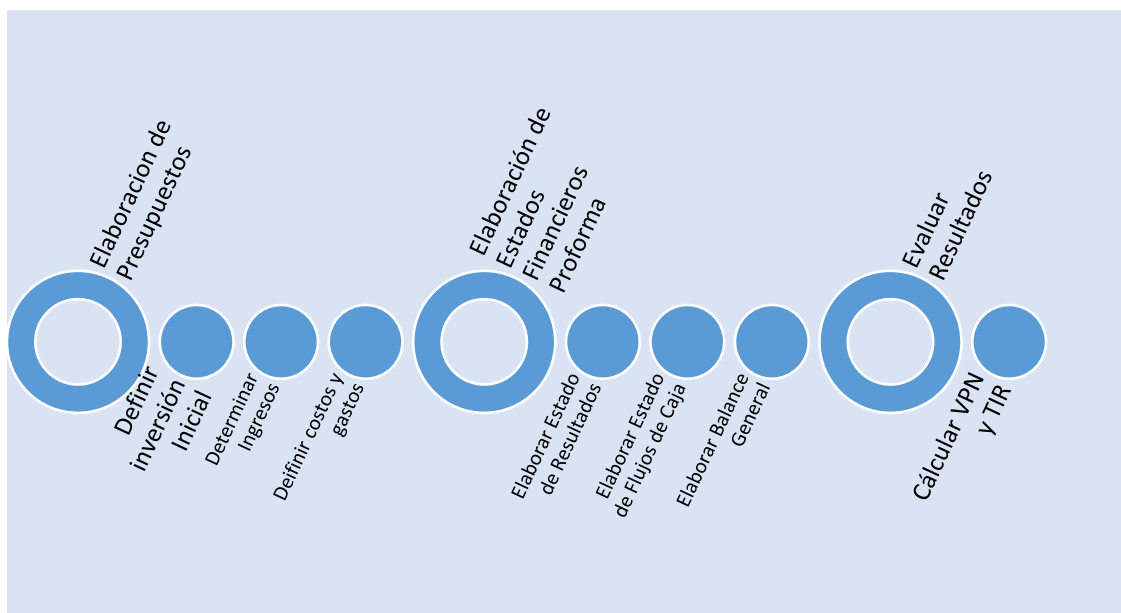 Elaboracion de
Presupuestos
Definir
inversión
Inicial
Determinar
Ingresos
Deifinir costos y
gastos
Elaboración de
Estados
Financieros
Proforma
Elaborar Estado
de Resultados
Elaborar Estado
de Flujos de Caja
Elaborar Balance
General
Evaluar
Resultados
Cálcular VPN
y TIR